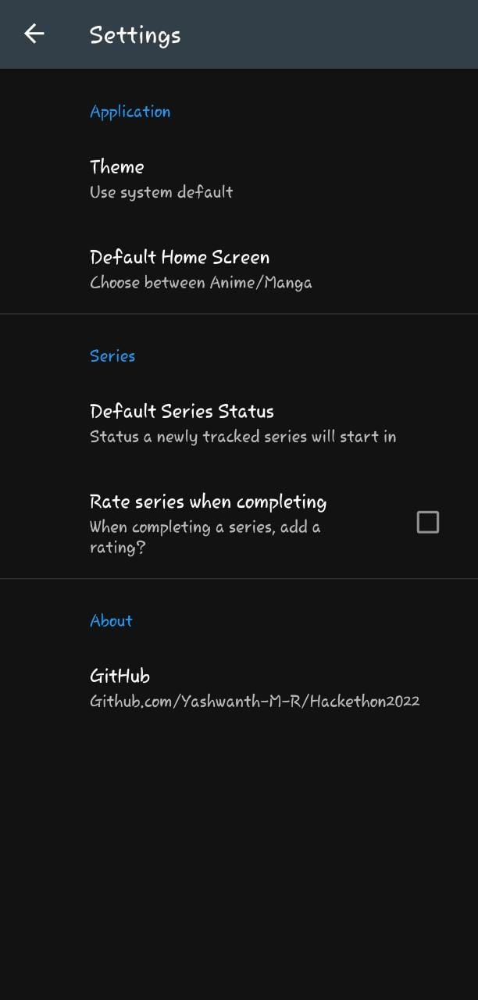 Settings
Application
Theme
Use system default
Default Home Screen
Choose between Anime/Manga
Series
Default Series Status
Status a newly tracked series will start in
Rate series when completing
When completing a series, add a
rating?
About
GitHub
Github.com/Yashwanth-M-R/Hackethon2022